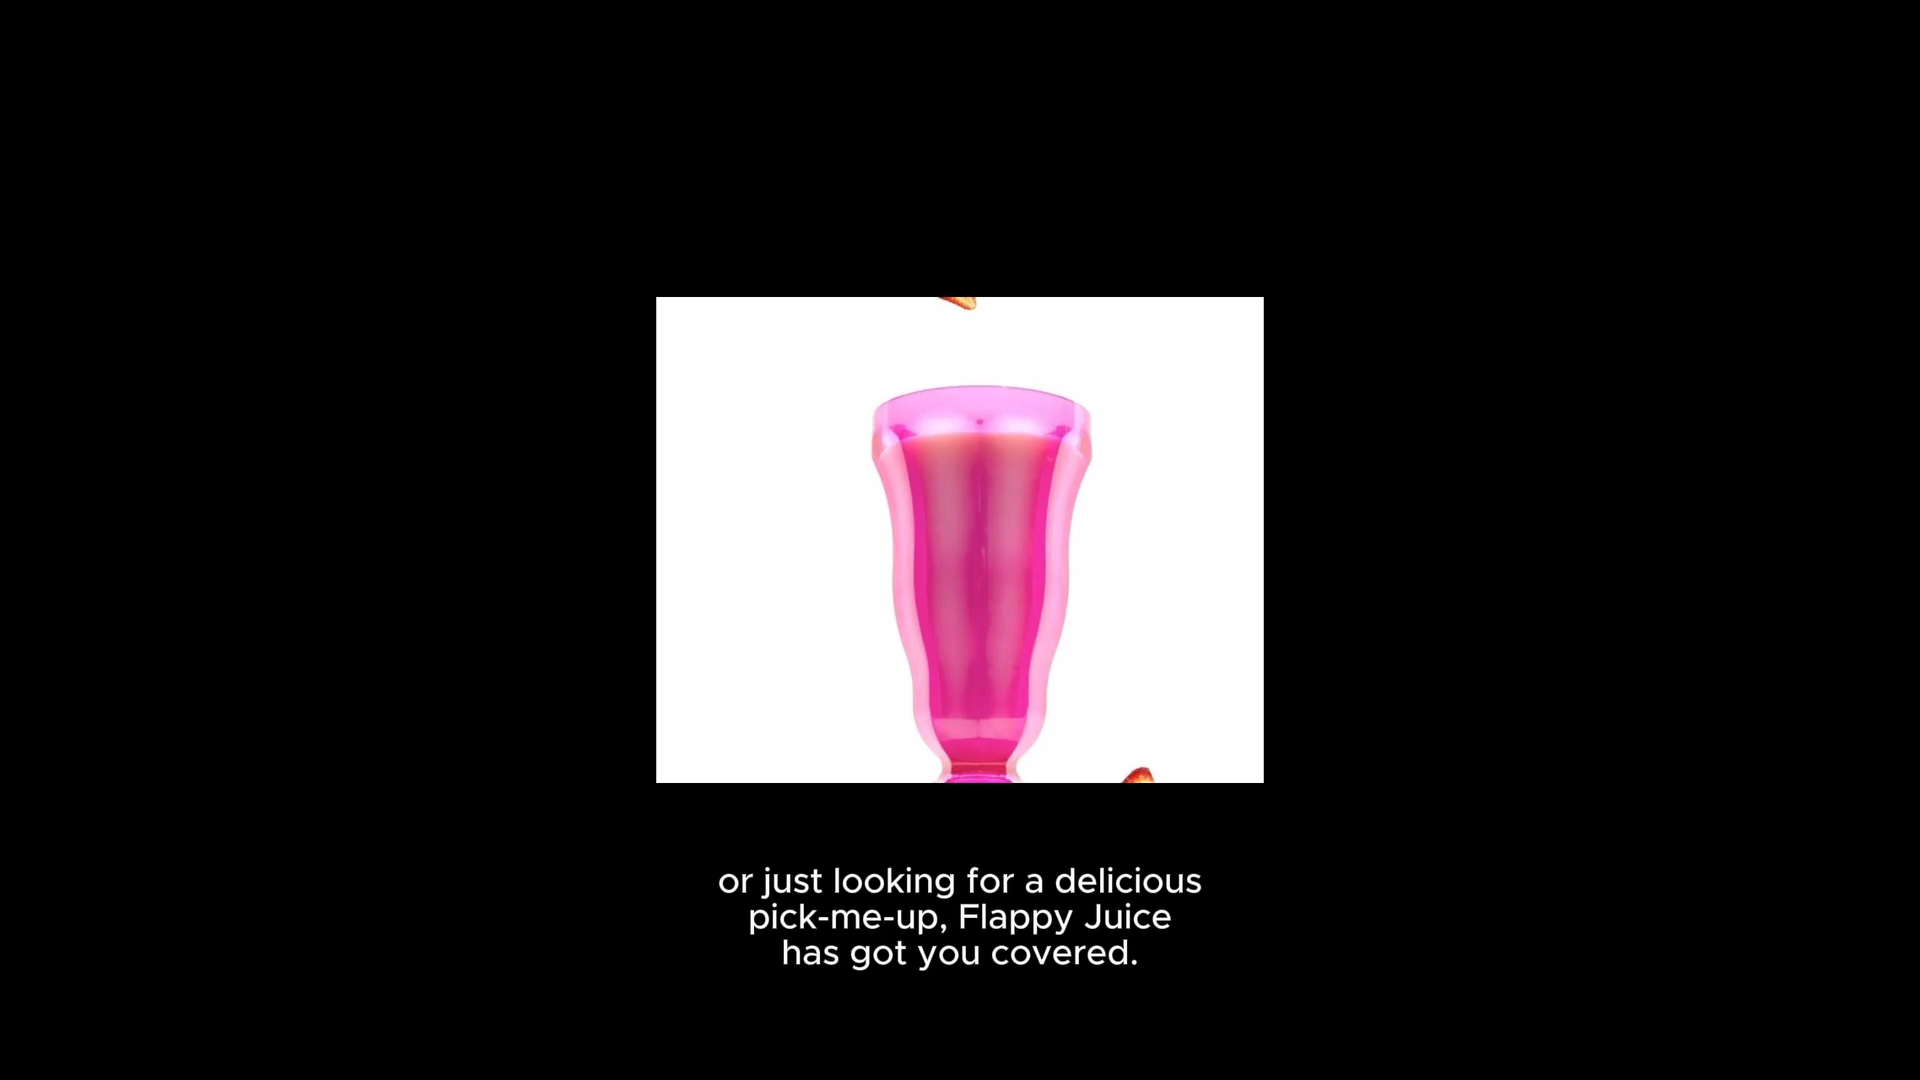 or just looking for a delicious
pick-me-up, Flappy Juice
has got you covered.